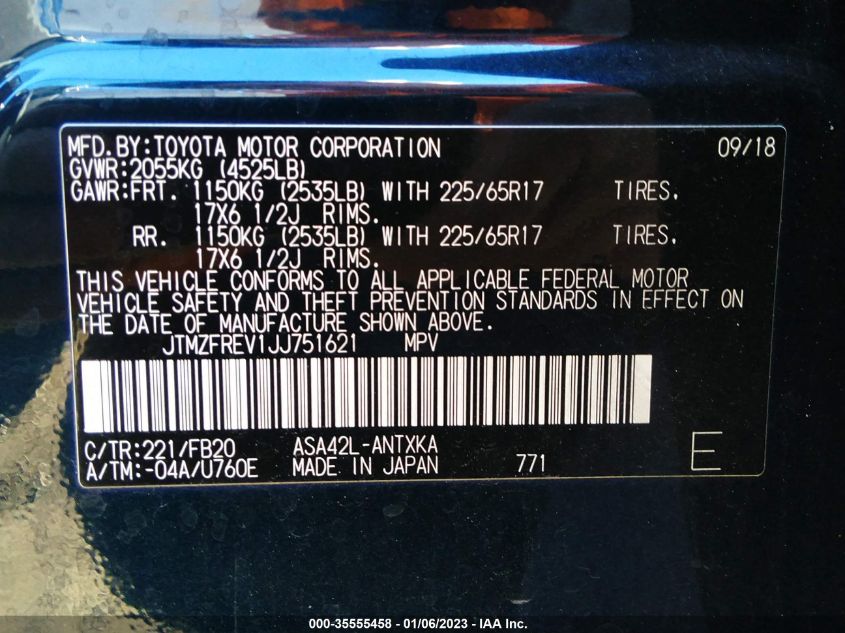 MFD.BY:TOYOTA MOTOR CORPORATION 09/18
GVWR:2055KG (4525LB)
GAWR:FRT. 1150KG (2535LB) WITH 225/65R17 TIRES.
17X6 1/2J RIMS.
RR. 1150KG (2535LB) WITH 225/65R17 TIRES.
17X6 1/2J RIMS.
THIS VEHICLE CONFORMS TO ALL APPLICABLE FEDERAL MOTOR
VEHICLE SAFETY AND THEFT PREVENTION STANDARDS IN EFFECT ON
THE DATE OF MANUFACTURE SHOWN ABOVE.
JTMZFREV1JJ751621 MPV
C/TR:221/FB20 ASA42L-ANTXKA
A/TM:-04A/U760E MADE IN JAPAN 771 E
000-35555458 - 01/06/2023 - IAA Inc.